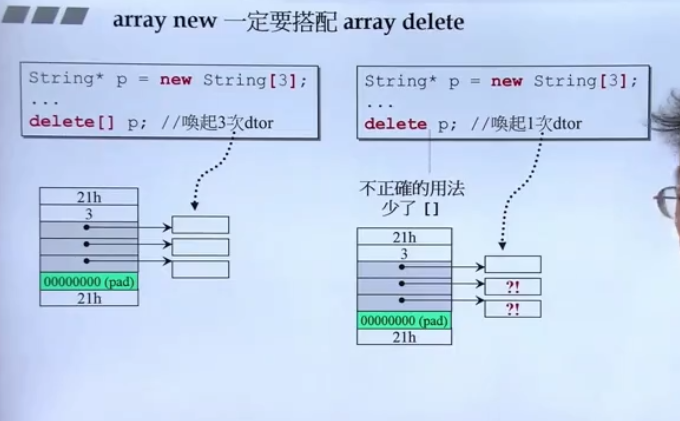 array new 一定要搭配 array delete
String* p = new String[3];
...
delete[] p; //喚起3次dtor
21h
3
00000000 (pad)
21h
String* p = new String[3];
...
delete p; //喚起1次dtor
不正確的用法
少了 []
21h
3
?!
?!
00000000 (pad)
21h